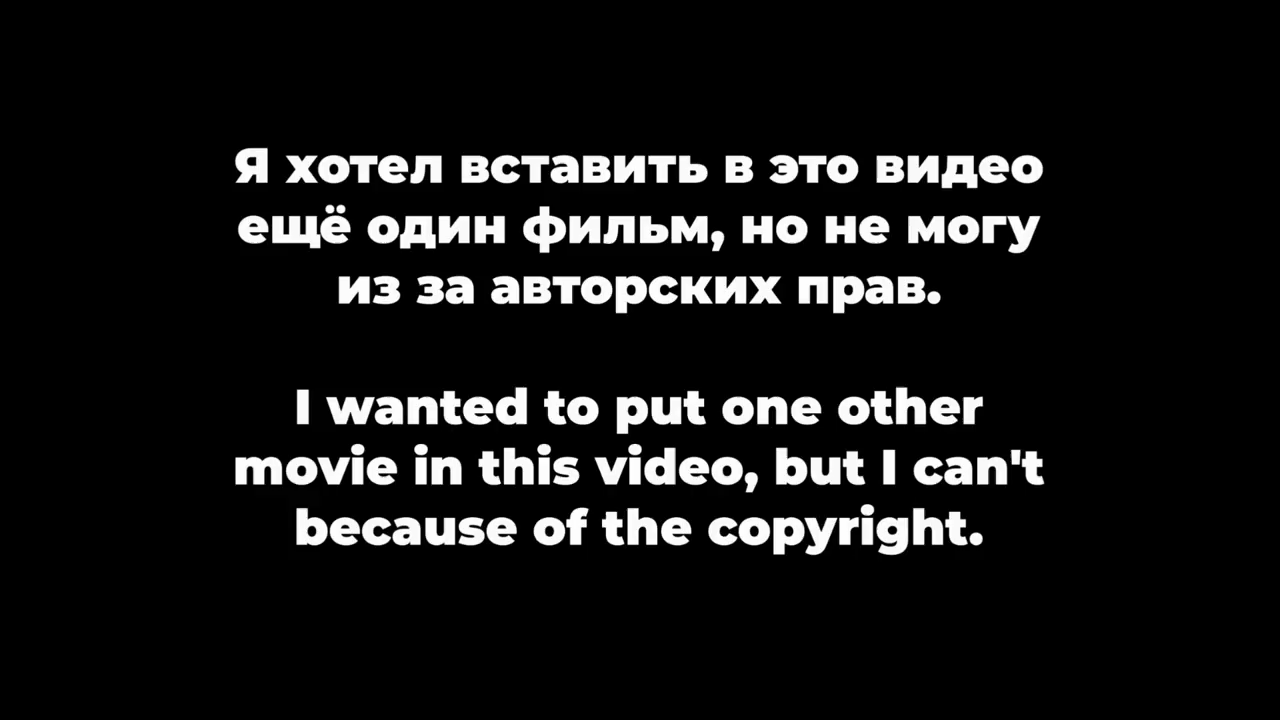 Я хотел вставить в это видео
ещё один фильм, но не могу
из за авторских прав.
I wanted to put one other
movie in this video, but I can't
because of the copyright.